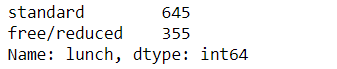 standard        645
free/reduced    355
Name: lunch, dtype: int64